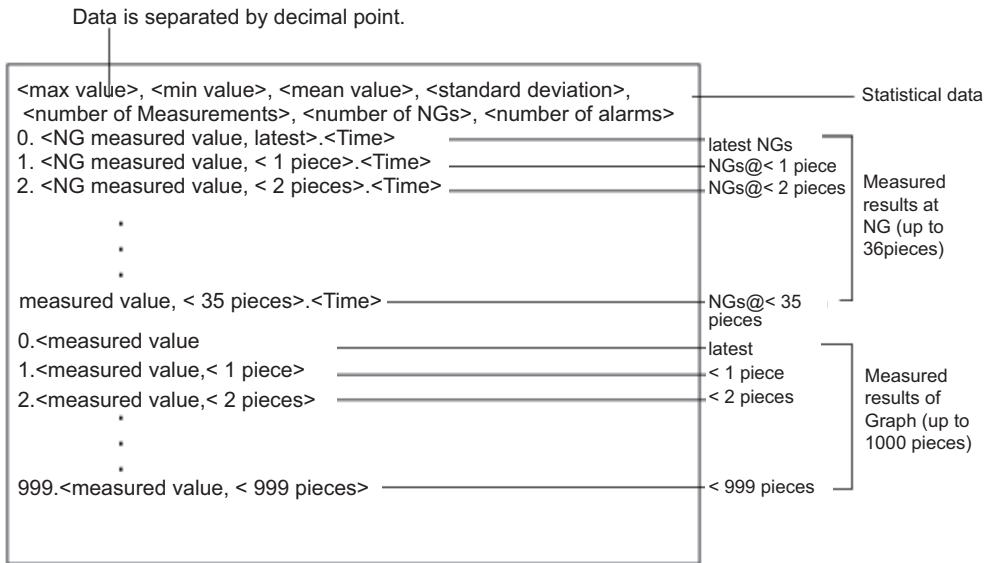 Data is separated by decimal point.
<max value>, <min value>, <mean value>, <standard deviation>,
<number of Measurements>, <number of NGs>, <number of alarms>
Statistical data
0. <NG measured value, latest>.<Time>
latest NGs
1. <NG measured value, < 1 piece>.<Time>
NGs@< 1 piece
2. <NG measured value, < 2 pieces>.<Time>
NGs@< 2 pieces
Measured
results at
NG (up to
36pieces)
measured value, < 35 pieces>.<Time>
NGs@< 35
pieces
0.<measured value
latest
1.<measured value,< 1 piece>
< 1 piece
2.<measured value,< 2 pieces>
< 2 pieces
Measured
results of
Graph (up to
1000 pieces)
999.<measured value, < 999 pieces>
< 999 pieces